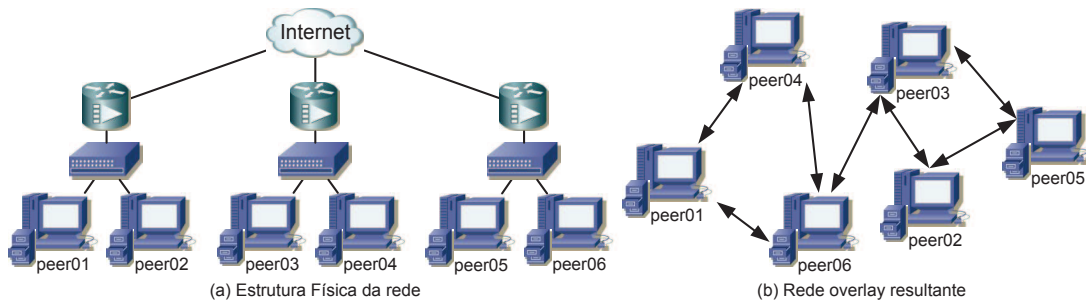 Internet
peer01
peer02
peer03
peer04
peer05
peer06
(a) Estrutura Física da rede
peer04
peer03
peer05
peer01
peer02
peer06
(b) Rede overlay resultante